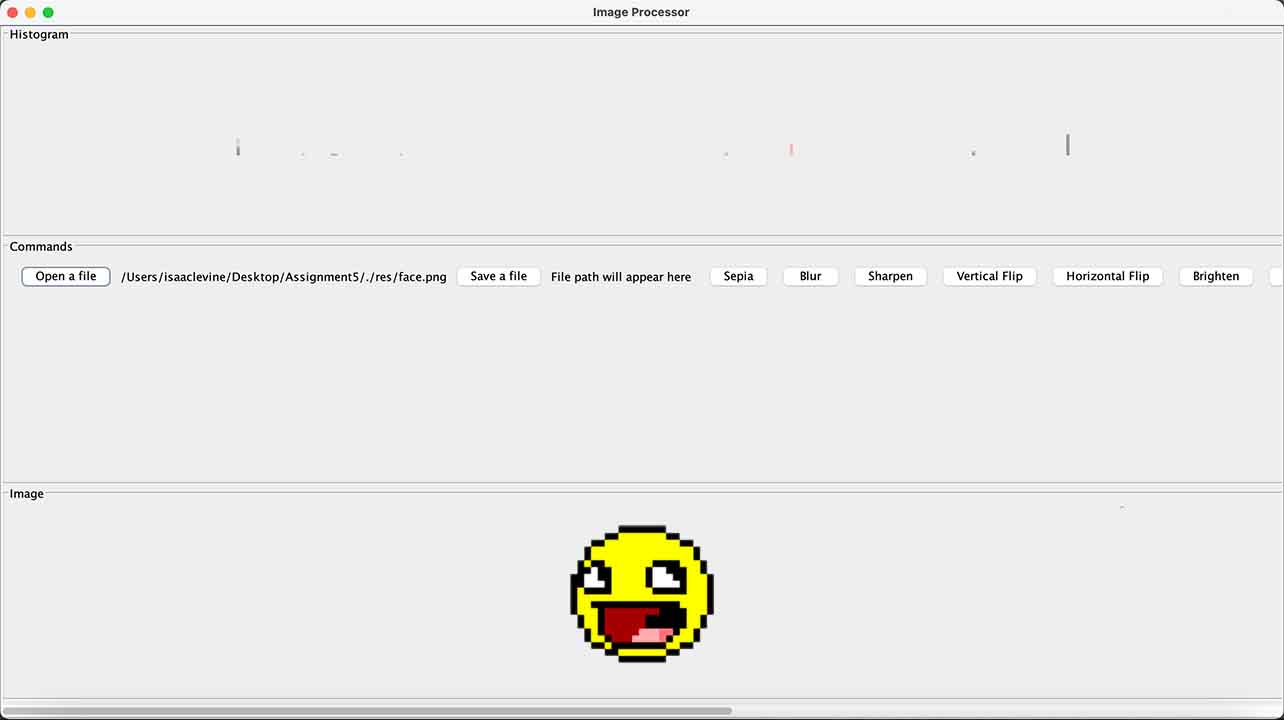 Image Processor
Histogram
Commands
Open a file /Users/isaaclevine/Desktop/Assignment5/./res/face.png Save a file File path will appear here Sepia Blur Sharpen Vertical Flip Horizontal Flip Brighten
Image